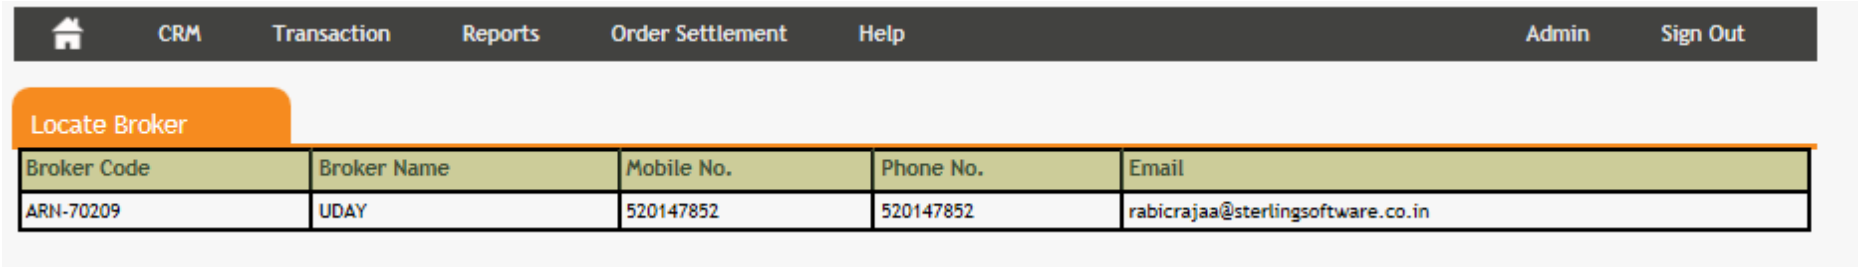 CRM Transaction Reports Order Settlement Help Admin Sign Out
Locate Broker
Broker Code Broker Name Mobile No. Phone No. Email
ARN-70209 UDAY 520147852 520147852 rabicrajaa@sterlingsoftware.co.in